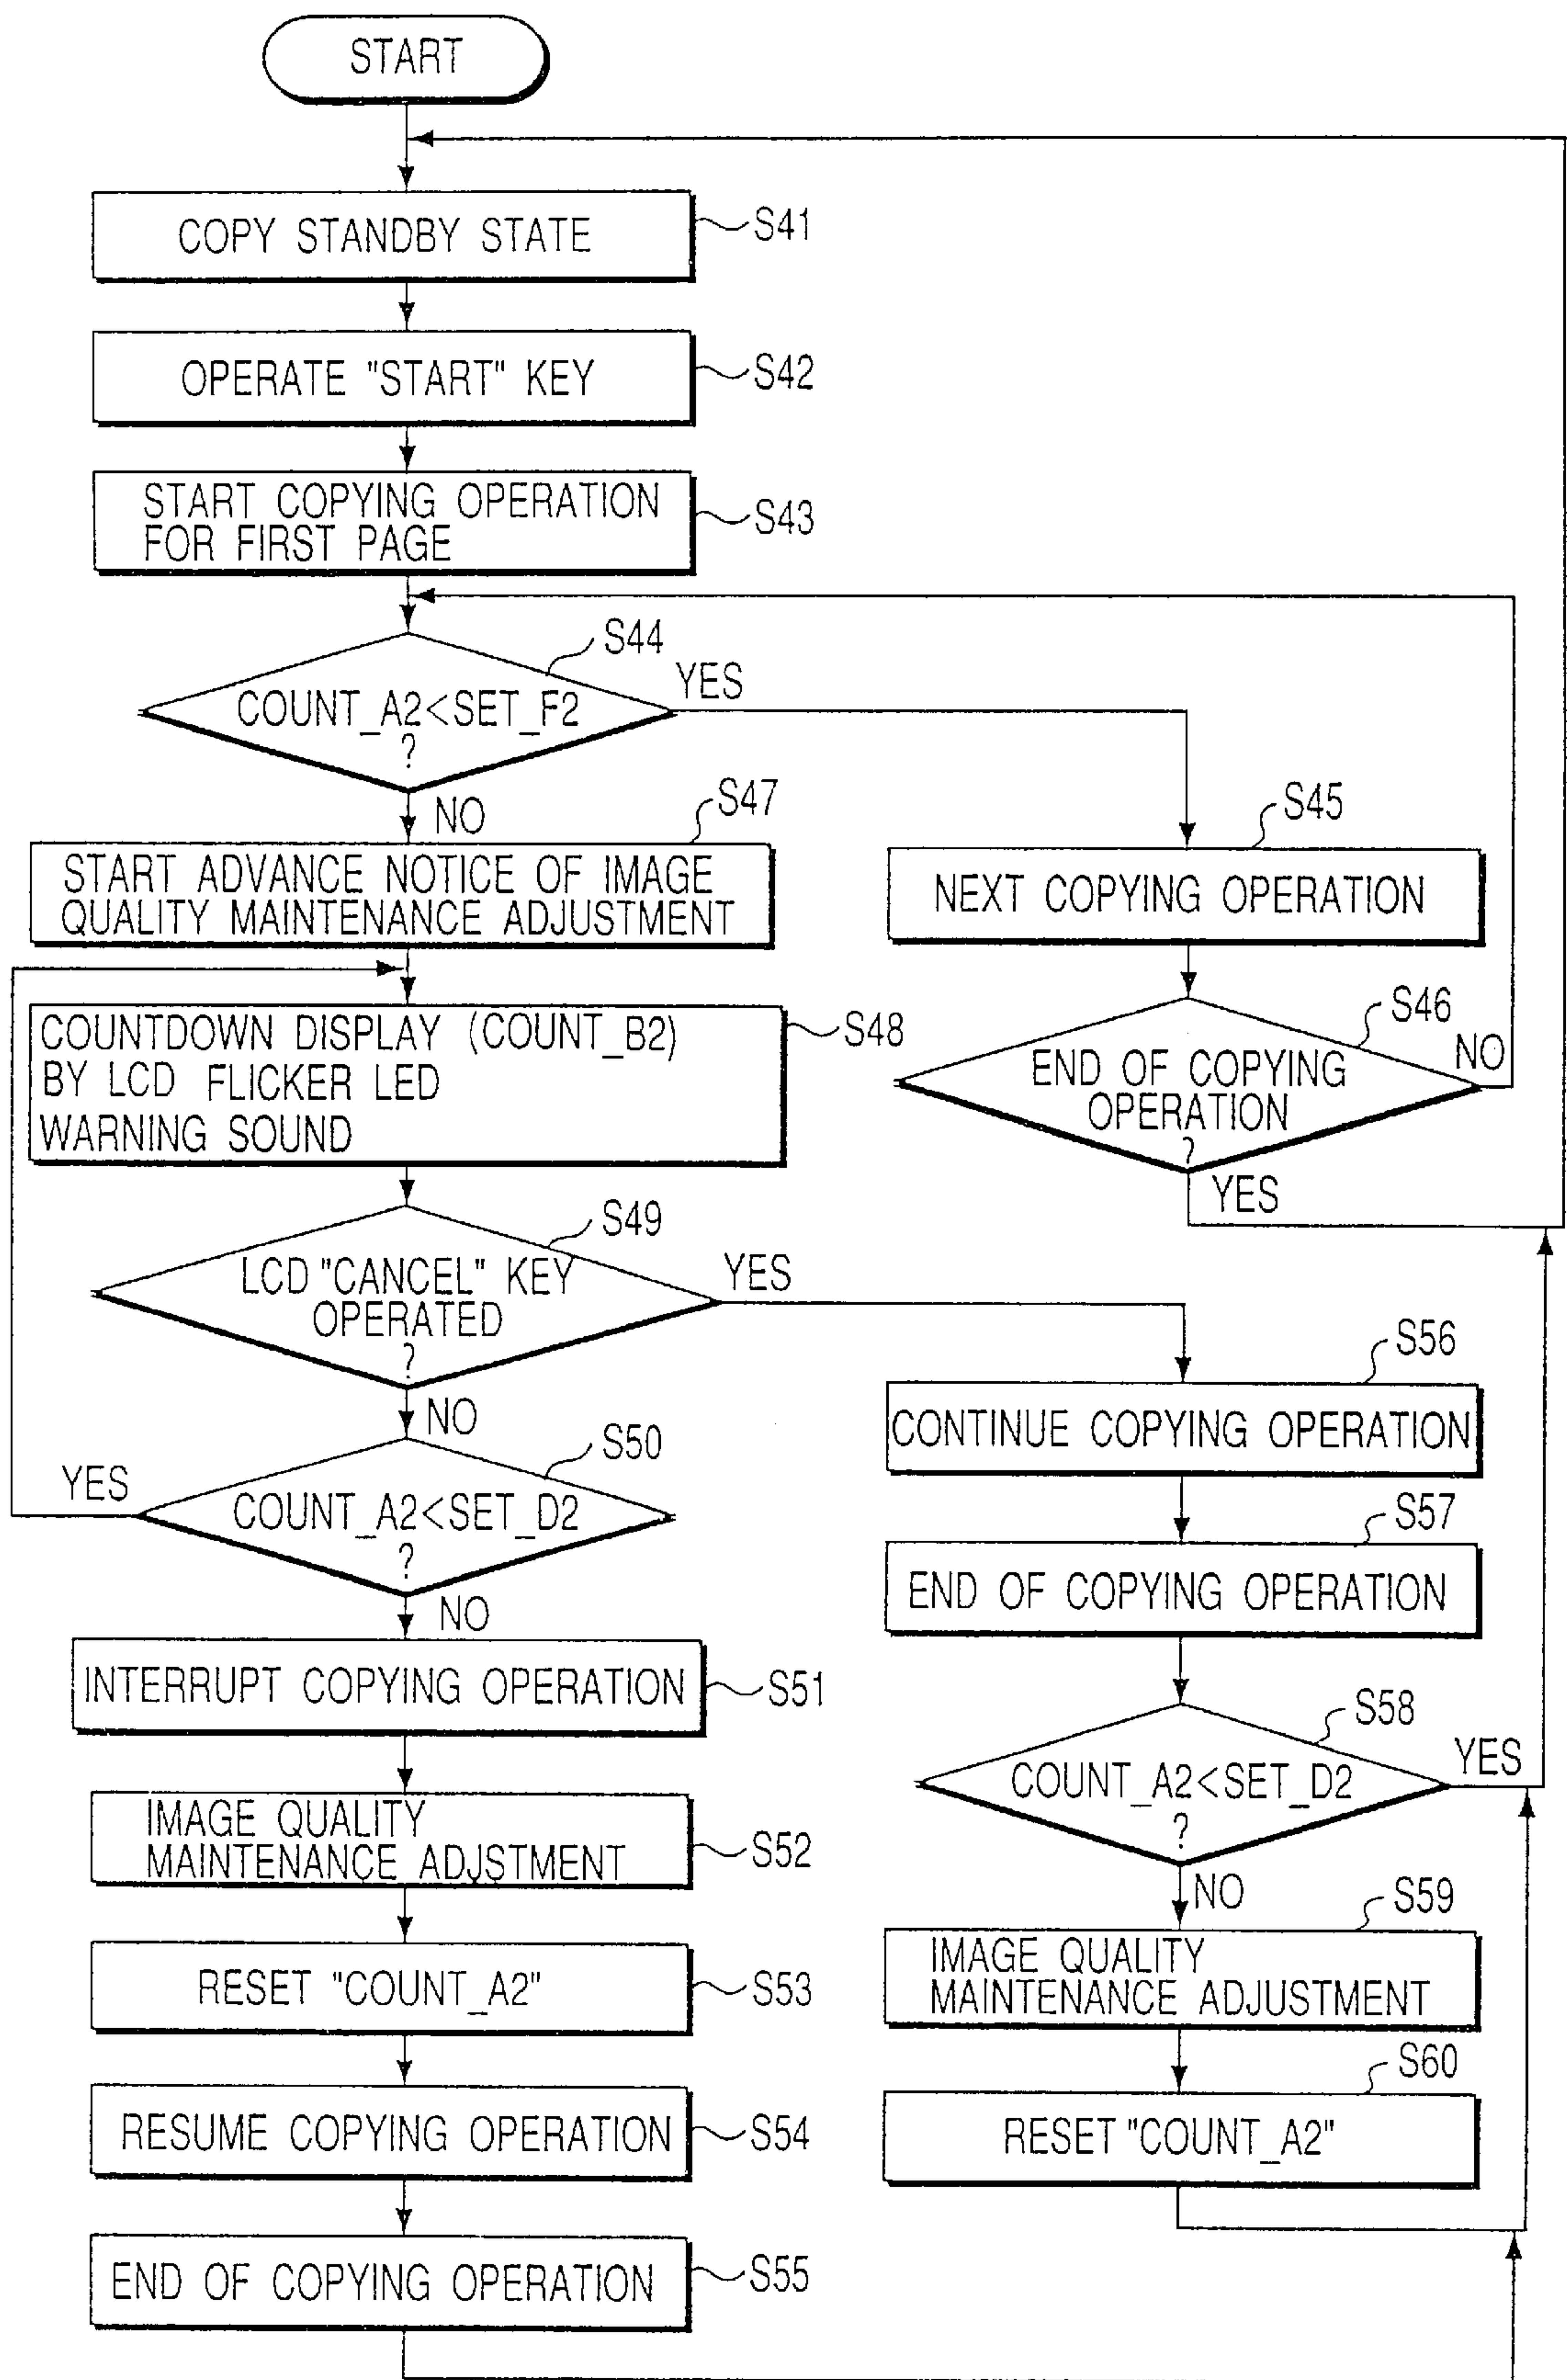 START
COPY STANDBY STATE
S41
OPERATE "START" KEY
S42
START COPYING OPERATION
FOR FIRST PAGE
S43
S44
COUNT_A2<SET_F2
?
YES
NO
S47
START ADVANCE NOTICE OF IMAGE
QUALITY MAINTENANCE ADJUSTMENT
S45
NEXT COPYING OPERATION
COUNTDOWN DISPLAY (COUNT_B2)
BY LCD FLICKER LED
WARNING SOUND
S48
S46
END OF COPYING
OPERATION
?
NO
YES
S49
LCD "CANCEL" KEY
OPERATED
?
YES
NO
S50
COUNT_A2<SET_D2
?
YES
NO
INTERRUPT COPYING OPERATION
S51
IMAGE QUALITY
MAINTENANCE ADJSTMENT
S52
RESET "COUNT_A2"
S53
RESUME COPYING OPERATION
S54
END OF COPYING OPERATION
S55
S56
CONTINUE COPYING OPERATION
S57
END OF COPYING OPERATION
S58
COUNT_A2<SET_D2
?
YES
NO
S59
IMAGE QUALITY
MAINTENANCE ADJUSTMENT
S60
RESET "COUNT_A2"